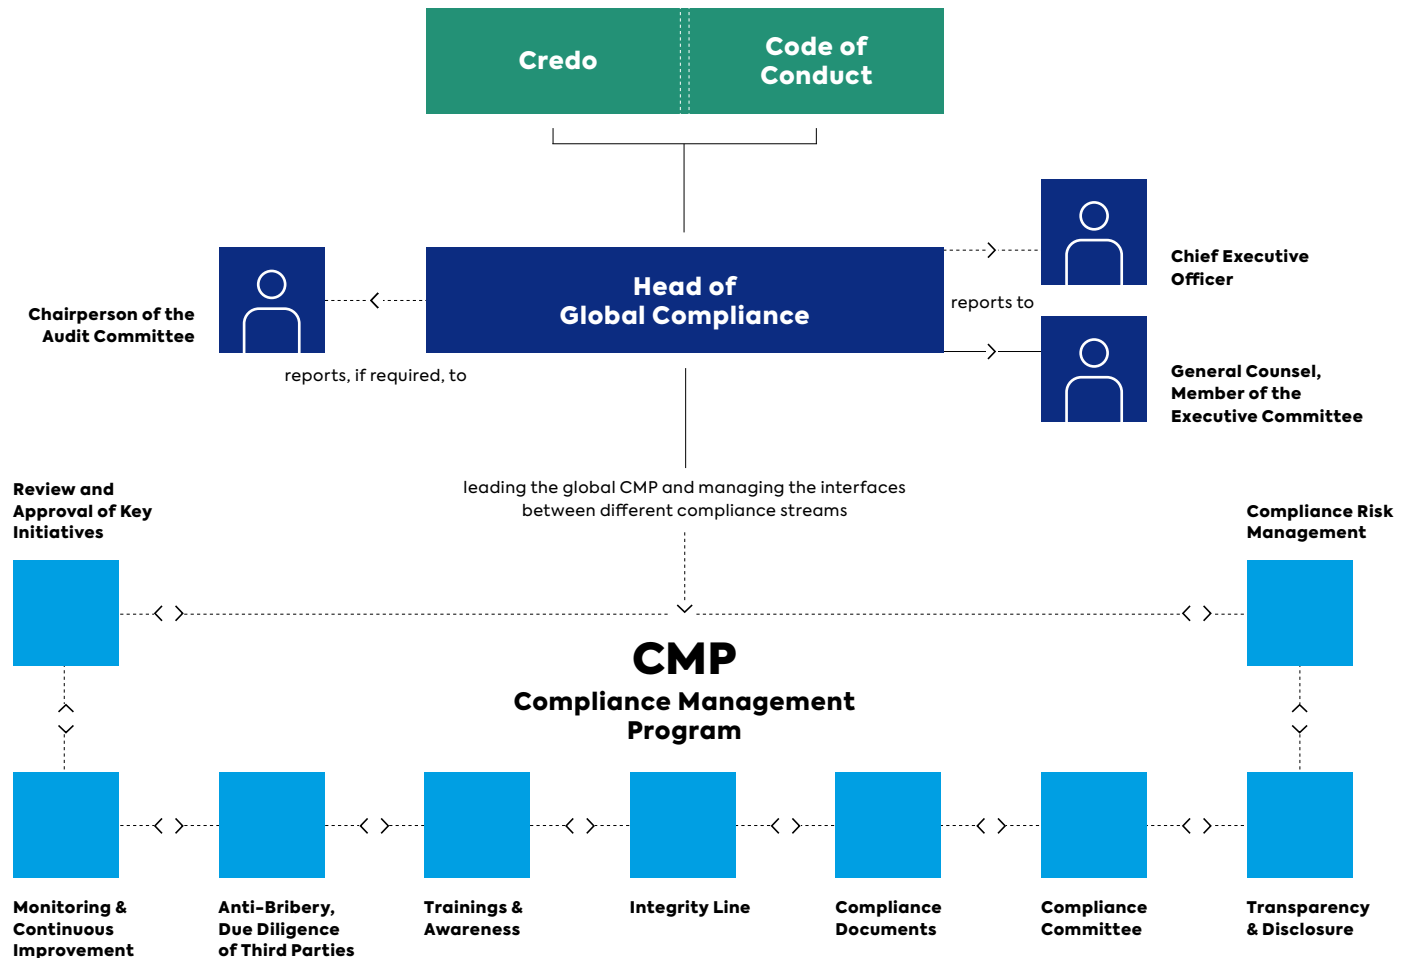 Credo
Code of
Conduct
Head of
Global Compliance
Chief Executive
Officer
reports to
Chairperson of the
Audit Committee
reports, if required, to
General Counsel,
Member of the
Executive Committee
leading the global CMP and managing the interfaces
between different compliance streams
Review and
Approval of Key
Initiatives
Compliance Risk
Management
CMP
Compliance Management
Program
Monitoring &
Continuous
Improvement
Anti-Bribery,
Due Diligence
of Third Parties
Trainings &
Awareness
Integrity Line
Compliance
Documents
Compliance
Committee
Transparency
& Disclosure